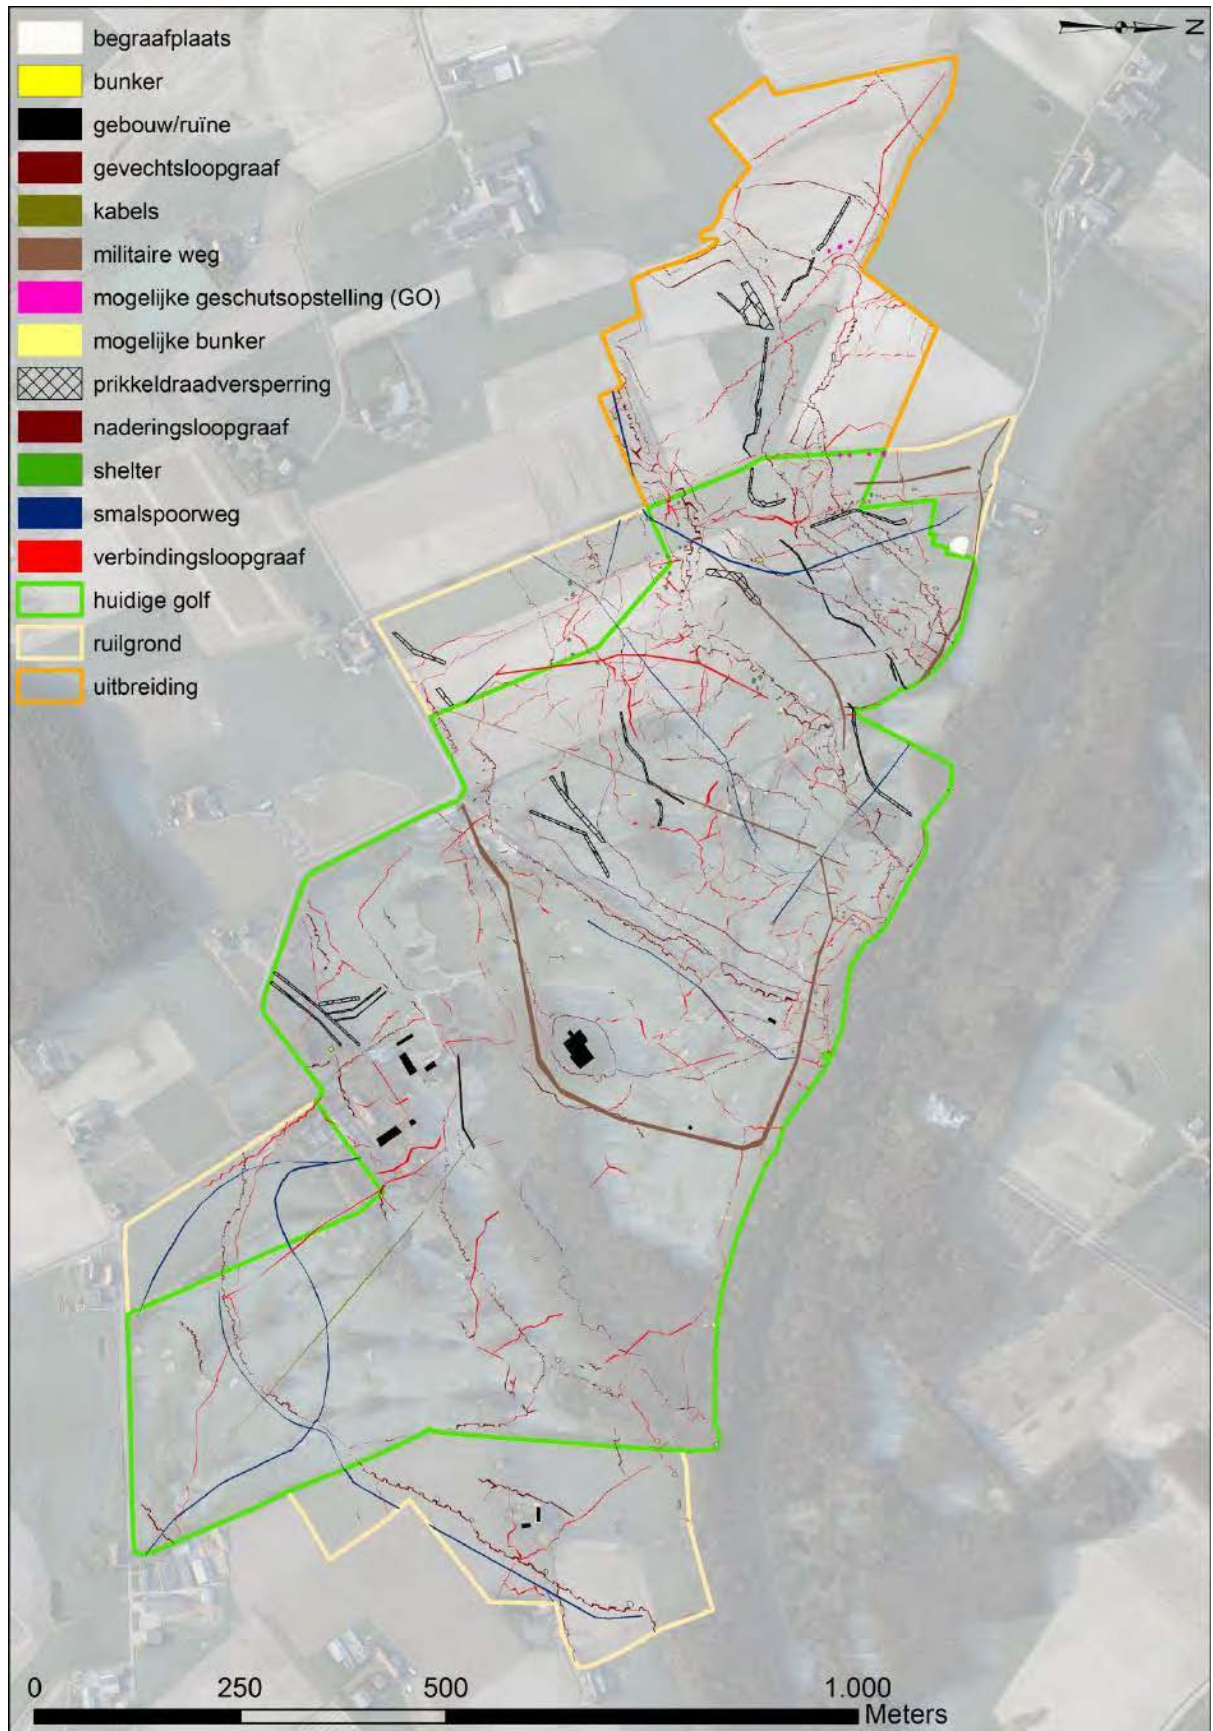 begraafplaats
bunker
gebouw/ruïne
gevechtsloopgraaf
kabels
militaire weg
mogelijke geschutsopstelling (GO)
mogelijke bunker
prikkeldraadversperring
naderingsloopgraaf
shelter
smalspoorweg
verbindingsloopgraaf
huidige golf
ruilgrond
uitbreiding
N
0 250 500 1.000
Meters